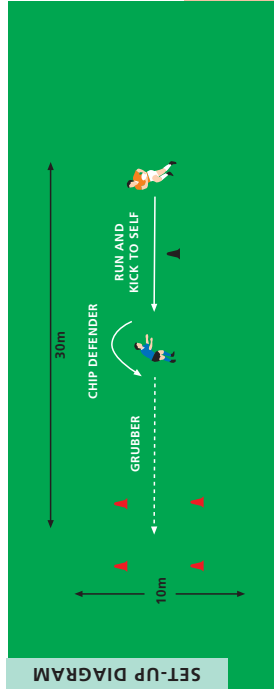 SET-UP DIAGRAM
30m
10m
CHIP DEFENDER
RUN AND
KICK TO SELF
GRUBBER